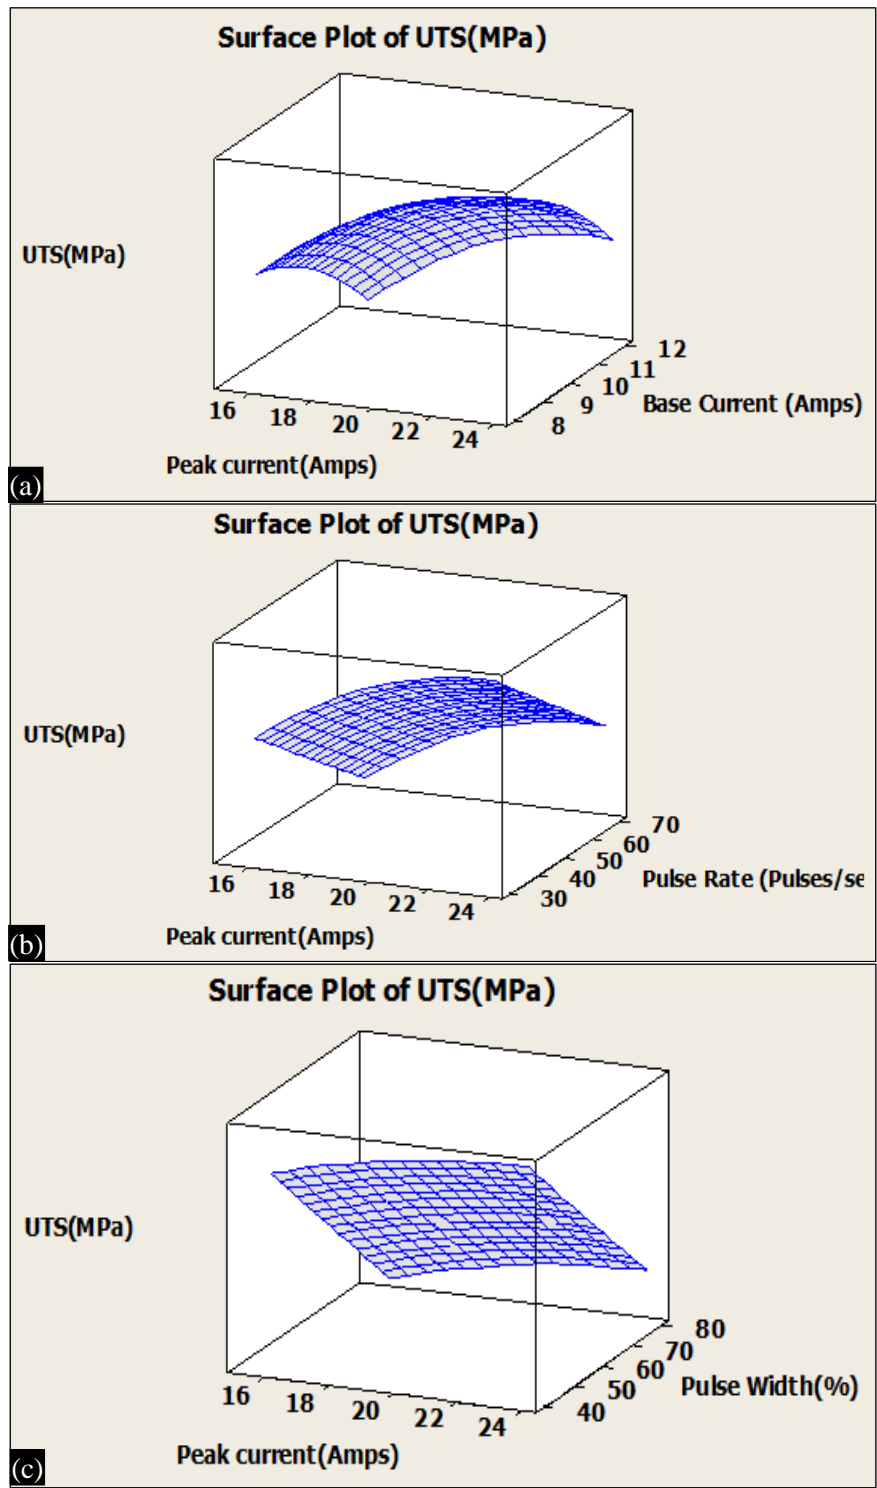 Surface Plot of UTS(MPa)
UTS(MPa)
12
11
10
9
8
Base Current (Amps)
16 18 20 22 24
Peak current(Amps)
(a)
Surface Plot of UTS(MPa)
UTS(MPa)
70
60
50
40
30
Pulse Rate (Pulses/se
16 18 20 22 24
Peak current(Amps)
(b)
Surface Plot of UTS(MPa)
UTS(MPa)
80
70
60
50
40
Pulse Width(%)
16 18 20 22 24
Peak current(Amps)
(c)